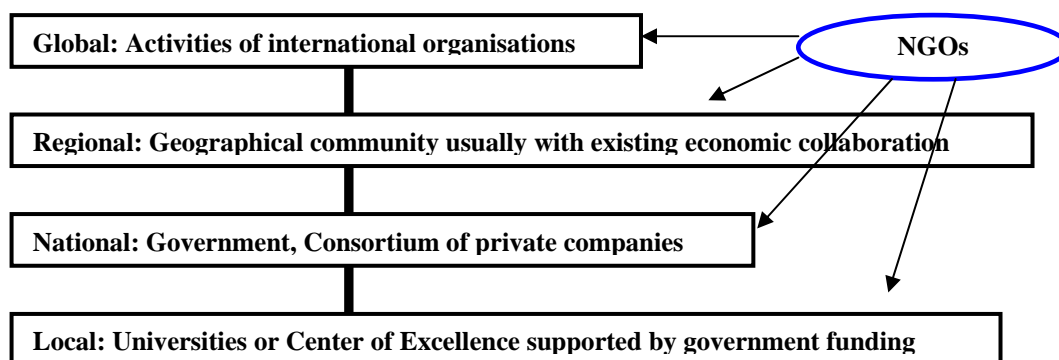 Global: Activities of international organisations
NGOs
Regional: Geographical community usually with existing economic collaboration
National: Government, Consortium of private companies
Local: Universities or Center of Excellence supported by government funding